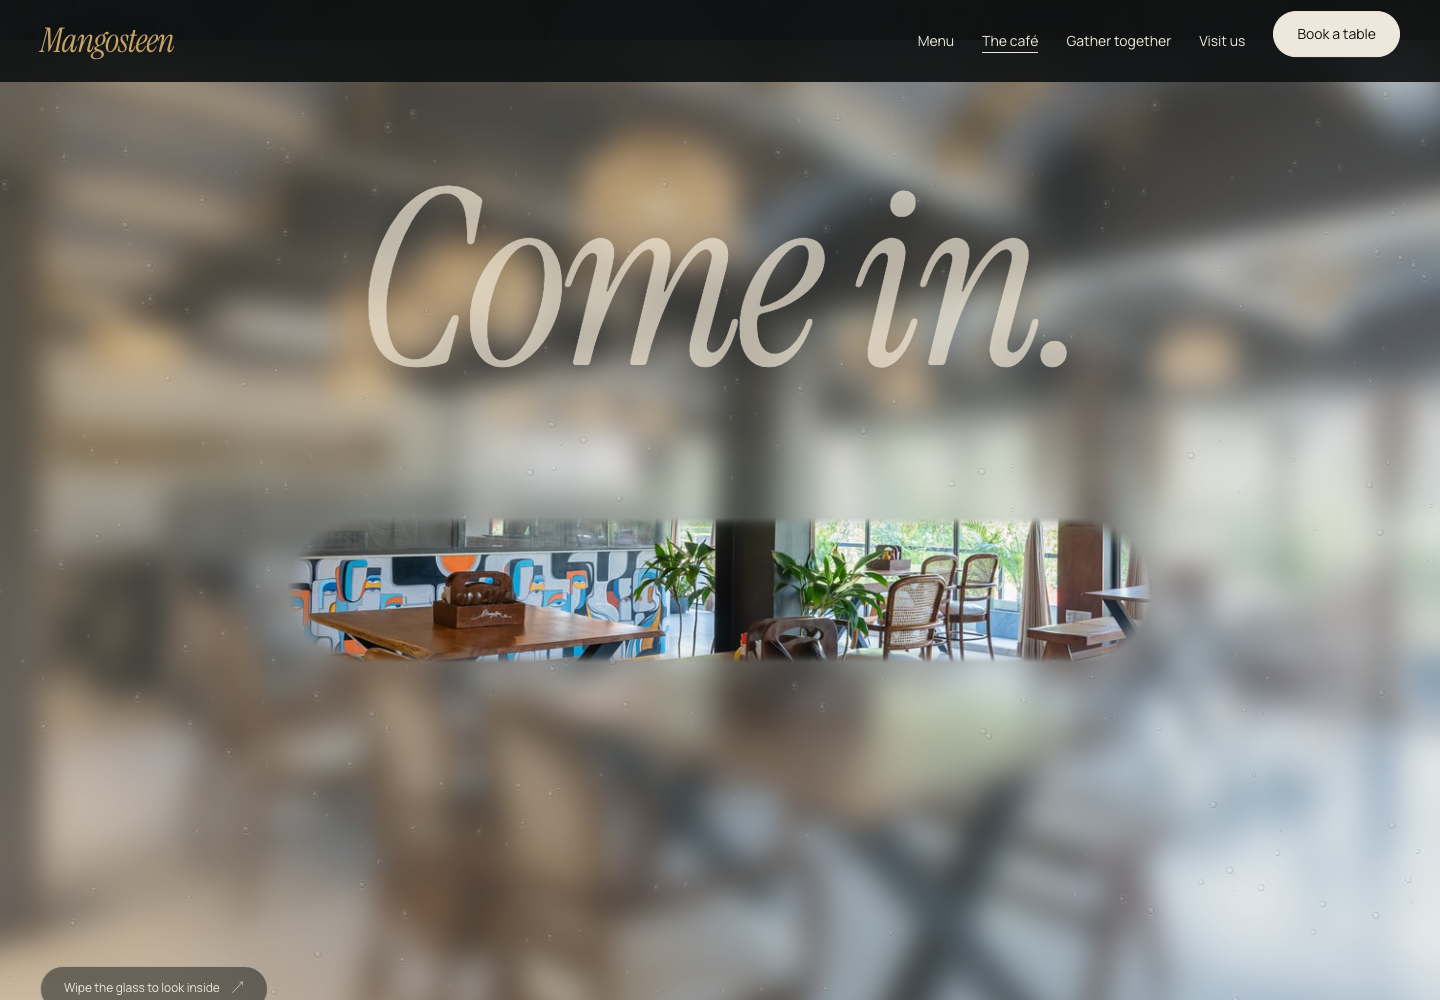 Mangosteen
Menu
The café
Gather together
Visit us
Book a table
Come in.
Wipe the glass to look inside ↗